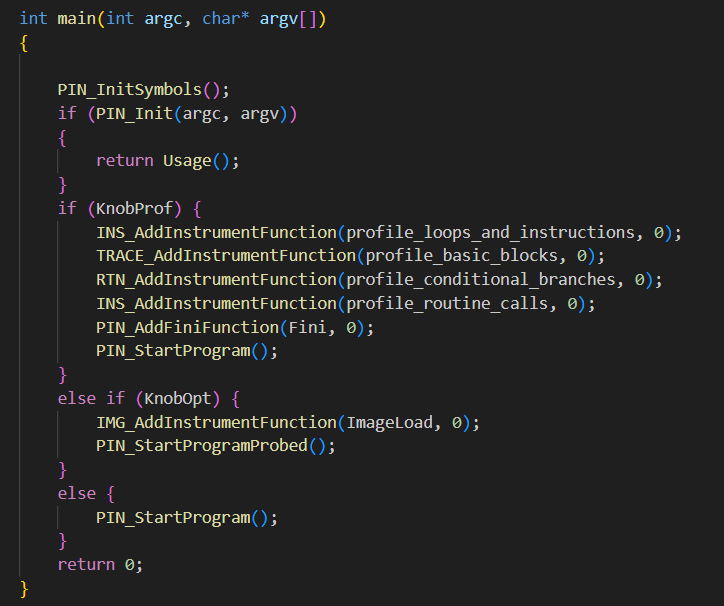 int main(int argc, char* argv[])
{
    PIN_InitSymbols();
    if (PIN_Init(argc, argv))
    {
        return Usage();
    }
    if (KnobProf) {
        INS_AddInstrumentFunction(profile_loops_and_instructions, 0);
        TRACE_AddInstrumentFunction(profile_basic_blocks, 0);
        RTN_AddInstrumentFunction(profile_conditional_branches, 0);
        INS_AddInstrumentFunction(profile_routine_calls, 0);
        PIN_AddFiniFunction(Fini, 0);
        PIN_StartProgram();
    }
    else if (KnobOpt) {
        IMG_AddInstrumentFunction(ImageLoad, 0);
        PIN_StartProgramProbed();
    }
    else {
        PIN_StartProgram();
    }
    return 0;
}